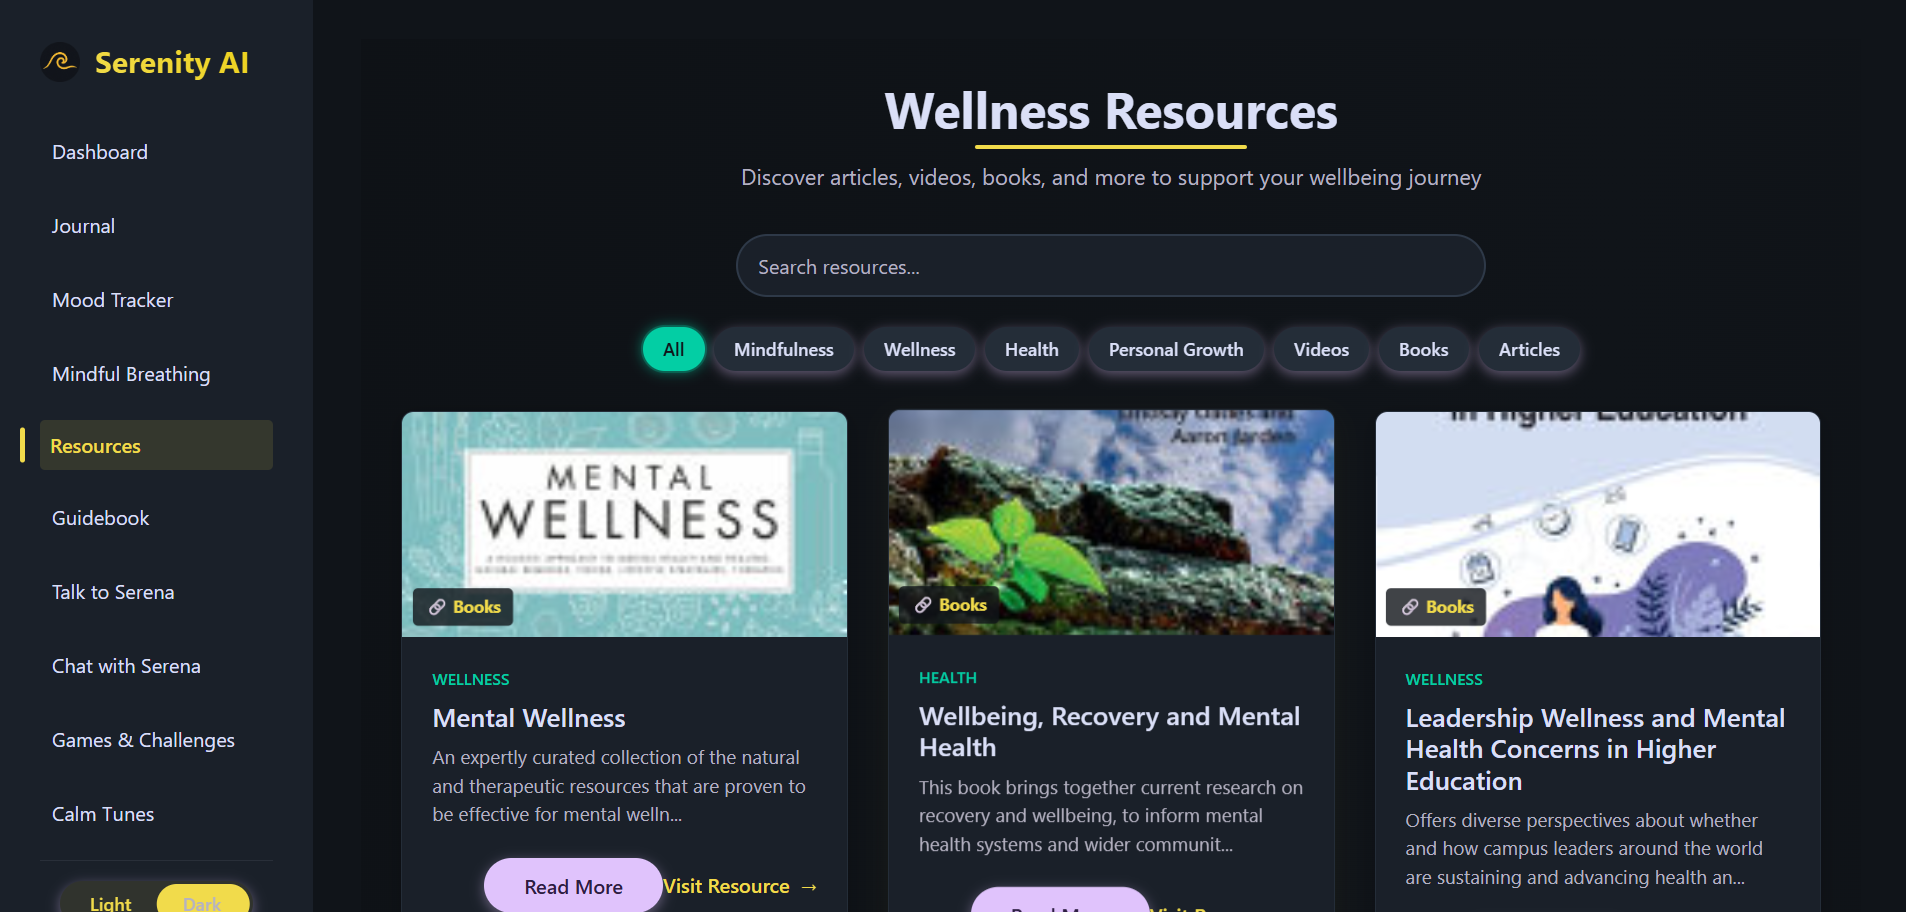 Serenity AI
Dashboard
Journal
Mood Tracker
Mindful Breathing
Resources
Guidebook
Talk to Serena
Chat with Serena
Games & Challenges
Calm Tunes
Light
Dark
Wellness Resources
Discover articles, videos, books, and more to support your wellbeing journey
Search resources...
All
Mindfulness
Wellness
Health
Personal Growth
Videos
Books
Articles
MENTAL
WELLNESS
Books
WELLNESS
Mental Wellness
An expertly curated collection of the natural
and therapeutic resources that are proven to
be effective for mental welln...
Read More
Visit Resource →
Aaron Jarden
Books
HEALTH
Wellbeing, Recovery and Mental
Health
This book brings together current research on
recovery and wellbeing, to inform mental
health systems and wider communit...
in Higher Education
Books
WELLNESS
Leadership Wellness and Mental
Health Concerns in Higher
Education
Offers diverse perspectives about whether
and how campus leaders around the world
are sustaining and advancing health an...